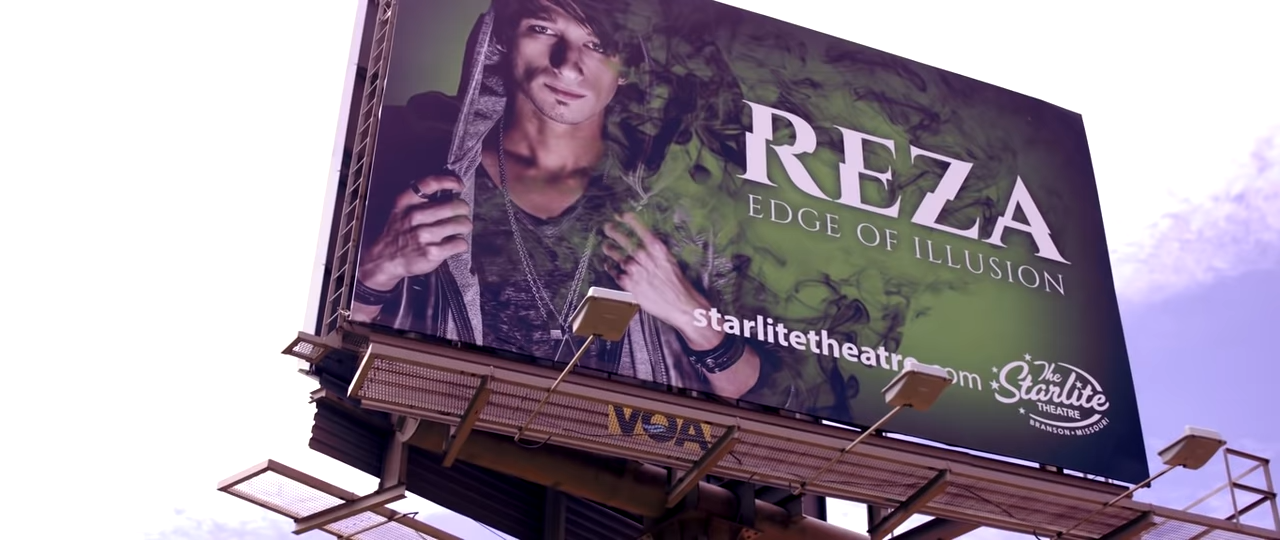 REZA
EDGE OF ILLUSION
starlitetheatre.com
The
Starlite
THEATRE
BRANSON • MISSOURI
VOA